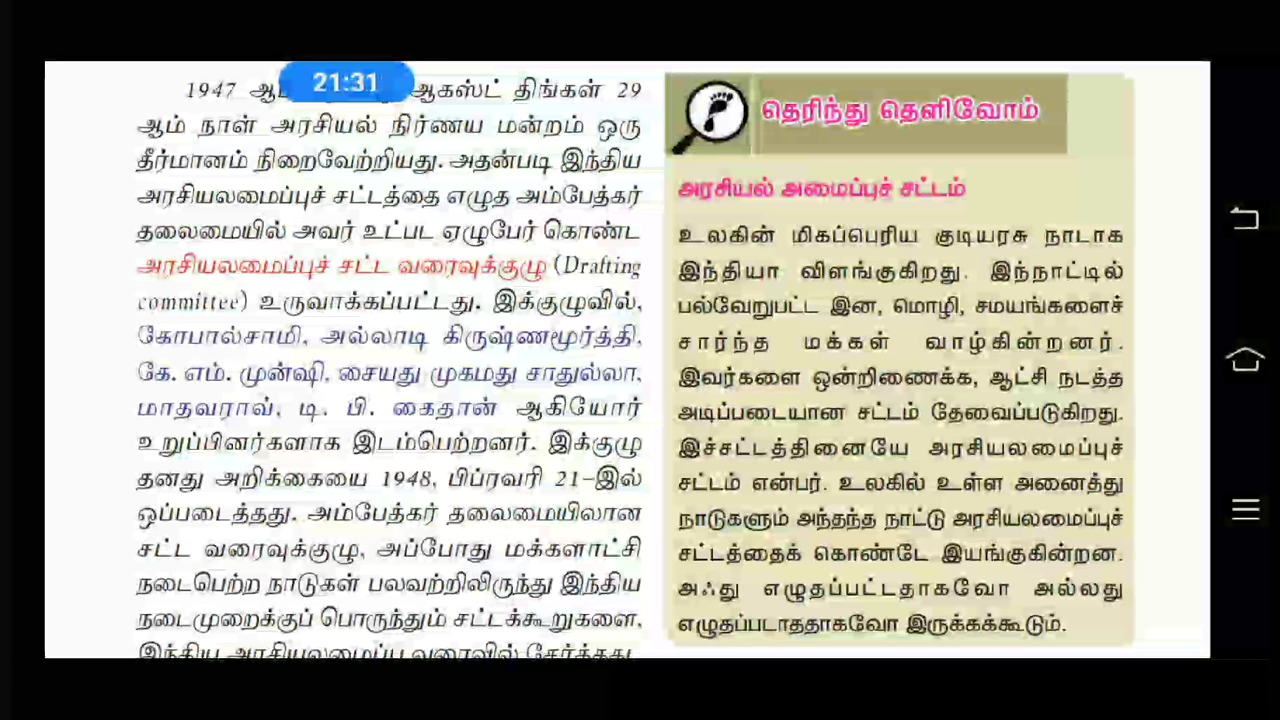 21:31
1947 ஆகஸ்ட் திங்கள் 29
ஆம் நாள் அரசியல் நிர்ணய மன்றம் ஒரு
தீர்மானம் நிறைவேற்றியது. அதன்படி இந்திய
அரசியலமைப்புச் சட்டத்தை எழுத அம்பேத்கர்
தலைமையில் அவர் உட்பட ஏழுபேர் கொண்ட
அரசியலமைப்புச் சட்ட வரைவுக்குழு (Drafting
committee) உருவாக்கப்பட்டது. இக்குழுவில்,
கோபால்சாமி, அல்லாடி கிருஷ்ணமூர்த்தி,
கே. எம். முன்ஷி, சையது முகமது சாதுல்லா,
மாதவராவ், டி. பி. கைதான் ஆகியோர்
உறுப்பினர்களாக இடம்பெற்றனர். இக்குழு
தனது அறிக்கையை 1948, பிப்ரவரி 21-இல்
ஒப்படைத்தது. அம்பேத்கர் தலைமையிலான
சட்ட வரைவுக்குழு, அப்போது மக்களாட்சி
நடைபெற்ற நாடுகள் பலவற்றிலிருந்து இந்திய
நடைமுறைக்குப் பொருந்தும் சட்டக்கூறுகளை,
இந்திய அரசியலமைப்பு வரைவில் சேர்த்தது.
தெரிந்து தெளிவோம்
அரசியல் அமைப்புச் சட்டம்
உலகின் மிகப்பெரிய குடியரசு நாடாக
இந்தியா விளங்குகிறது. இந்நாட்டில்
பல்வேறுபட்ட இன, மொழி, சமயங்களைச்
சார்ந்த மக்கள் வாழ்கின்றனர்.
இவர்களை ஒன்றிணைக்க, ஆட்சி நடத்த
அடிப்படையான சட்டம் தேவைப்படுகிறது.
இச்சட்டத்தினையே அரசியலமைப்புச்
சட்டம் என்பர். உலகில் உள்ள அனைத்து
நாடுகளும் அந்தந்த நாட்டு அரசியலமைப்புச்
சட்டத்தைக் கொண்டே இயங்குகின்றன.
அஃது எழுதப்பட்டதாகவோ அல்லது
எழுதப்படாததாகவோ இருக்கக்கூடும்.